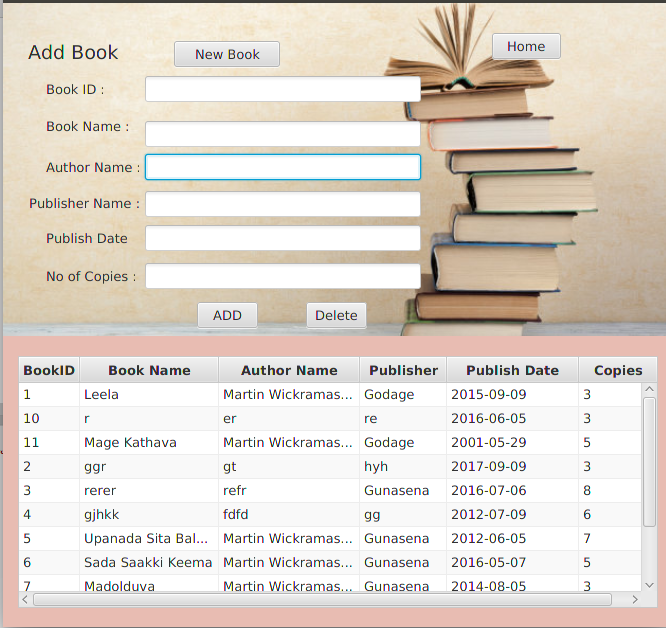 Add Book New Book Home
Book ID :
Book Name :
Author Name :
Publisher Name :
Publish Date
No of Copies :
ADD Delete
BookID Book Name Author Name Publisher Publish Date Copies
1 Leela Martin Wickramas... Godage 2015-09-09 3
10 r er re 2016-06-05 3
11 Mage Kathava Martin Wickramas... Godage 2001-05-29 5
2 ggr gt hyh 2017-09-09 3
3 rerer refr Gunasena 2016-07-06 8
4 gjhkk fdfd gg 2012-07-09 6
5 Upanada Sita Bal... Martin Wickramas... Gunasena 2012-06-05 7
6 Sada Saakki Keema Martin Wickramas... Gunasena 2016-05-07 5
7 Madolduva Martin Wickramas... Gunasena 2014-08-05 3